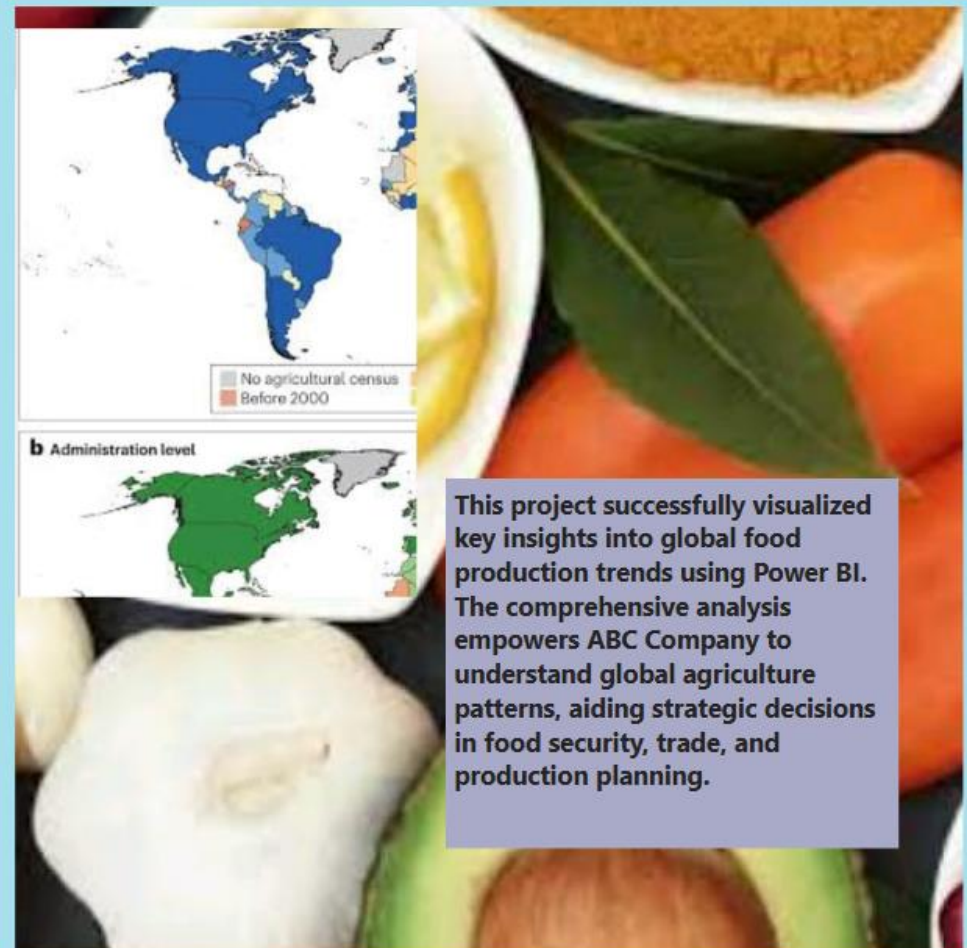 No agricultural census
Before 2000
b Administration level
This project successfully visualized
key insights into global food
production trends using Power BI.
The comprehensive analysis
empowers ABC Company to
understand global agriculture
patterns, aiding strategic decisions
in food security, trade, and
production planning.